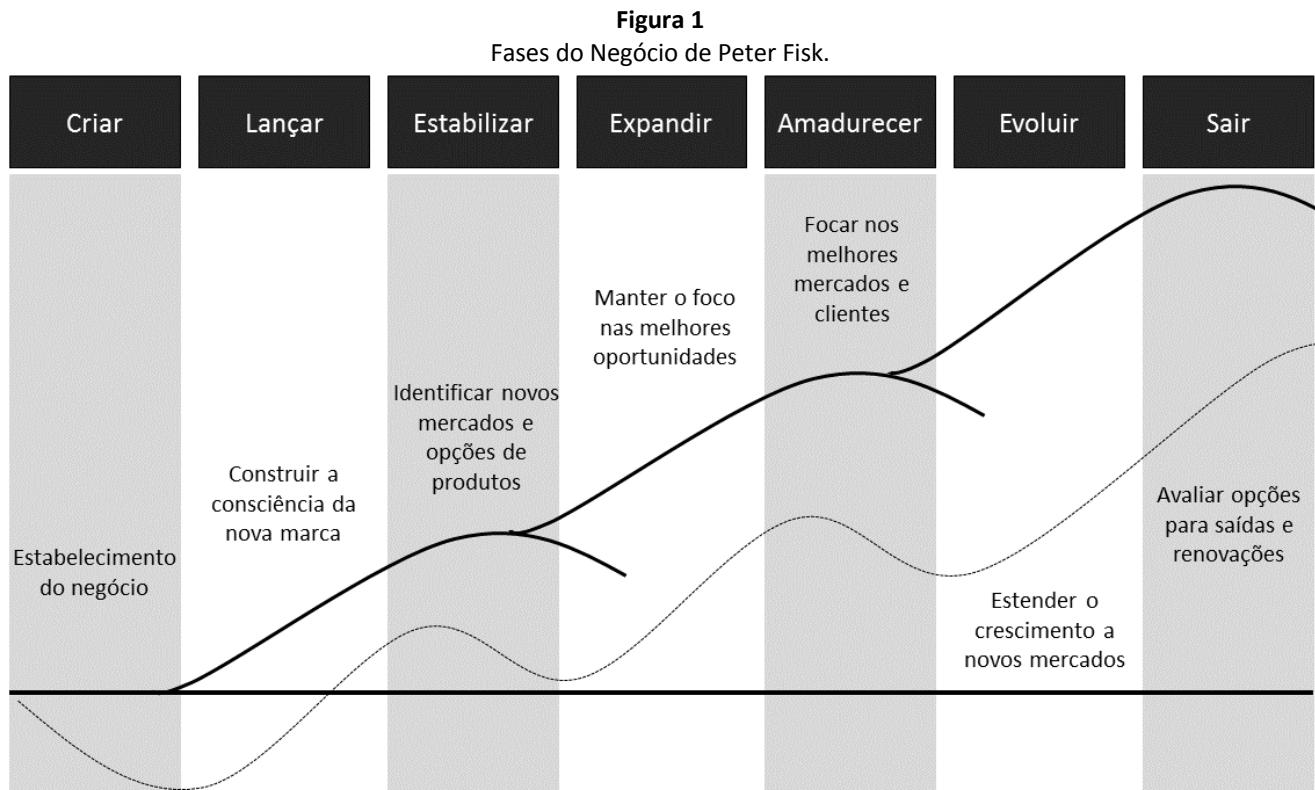 Figura 1
Fases do Negócio de Peter Fisk.
Criar
Lançar
Estabilizar
Expandir
Amadurecer
Evoluir
Sair
Estabelecimento
do negócio
Construir a
consciência da
nova marca
Identificar novos
mercados e
opções de
produtos
Manter o foco
nas melhores
oportunidades
Focar nos
melhores
mercados e
clientes
Estender o
crescimento a
novos mercados
Avaliar opções
para saídas e
renovações